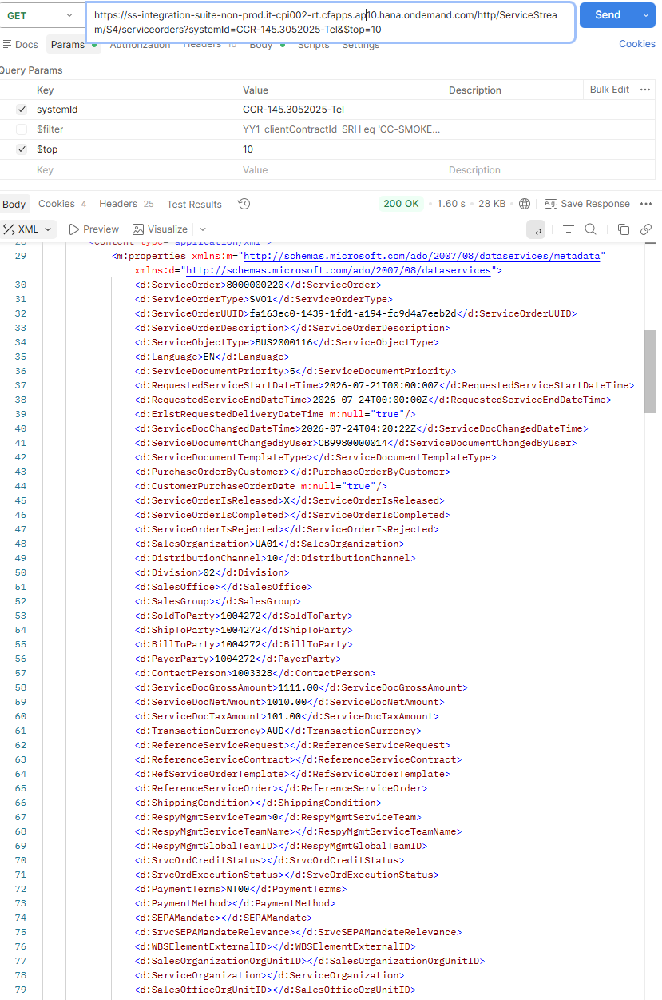 GET
https://ss-integration-suite-non-prod.it-cpi002-rt.cfapps.ap10.hana.ondemand.com/http/ServiceStrea
m/S4/serviceorders?systemId=CCR-145.3052025-Tel&$top=10
Send
Docs Params Authorization Headers 10 Body Scripts Settings Cookies
Query Params
Key Value Description Bulk Edit
systemId CCR-145.3052025-Tel
$filter YY1_clientContractId_SRH eq 'CC-SMOKE...
$top 10
Key Value Description
Body Cookies 4 Headers 25 Test Results 200 OK 1.60 s 28 KB e.g. Save Response
XML Preview Visualize
28 <content type="application/xml">
29 <m:properties xmlns:m="http://schemas.microsoft.com/ado/2007/08/dataservices/metadata"
xmlns:d="http://schemas.microsoft.com/ado/2007/08/dataservices">
30 <d:ServiceOrder>8000000220</d:ServiceOrder>
31 <d:ServiceOrderType>SVO1</d:ServiceOrderType>
32 <d:ServiceOrderUUID>fa163ec0-1439-1fd1-a194-fc9d4a7eeb2d</d:ServiceOrderUUID>
33 <d:ServiceOrderDescription></d:ServiceOrderDescription>
34 <d:ServiceObjectType>BUS2000116</d:ServiceObjectType>
35 <d:Language>EN</d:Language>
36 <d:ServiceDocumentPriority>5</d:ServiceDocumentPriority>
37 <d:RequestedServiceStartDateTime>2026-07-21T00:00:00Z</d:RequestedServiceStartDateTime>
38 <d:RequestedServiceEndDateTime>2026-07-24T00:00:00Z</d:RequestedServiceEndDateTime>
39 <d:ErlstRequestedDeliveryDateTime m:null="true"/>
40 <d:ServiceDocChangedDateTime>2026-07-24T04:20:22Z</d:ServiceDocChangedDateTime>
41 <d:ServiceDocumentChangedByUser>CB9980000014</d:ServiceDocumentChangedByUser>
42 <d:ServiceDocumentTemplateType></d:ServiceDocumentTemplateType>
43 <d:PurchaseOrderByCustomer></d:PurchaseOrderByCustomer>
44 <d:CustomerPurchaseOrderDate m:null="true"/>
45 <d:ServiceOrderIsReleased>X</d:ServiceOrderIsReleased>
46 <d:ServiceOrderIsCompleted></d:ServiceOrderIsCompleted>
47 <d:ServiceOrderIsRejected></d:ServiceOrderIsRejected>
48 <d:SalesOrganization>UA01</d:SalesOrganization>
49 <d:DistributionChannel>10</d:DistributionChannel>
50 <d:Division>02</d:Division>
51 <d:SalesOffice></d:SalesOffice>
52 <d:SalesGroup></d:SalesGroup>
53 <d:SoldToParty>1004272</d:SoldToParty>
54 <d:ShipToParty>1004272</d:ShipToParty>
55 <d:BillToParty>1004272</d:BillToParty>
56 <d:PayerParty>1004272</d:PayerParty>
57 <d:ContactPerson>1003328</d:ContactPerson>
58 <d:ServiceDocGrossAmount>1111.00</d:ServiceDocGrossAmount>
59 <d:ServiceDocNetAmount>1010.00</d:ServiceDocNetAmount>
60 <d:ServiceDocTaxAmount>101.00</d:ServiceDocTaxAmount>
61 <d:TransactionCurrency>AUD</d:TransactionCurrency>
62 <d:ReferenceServiceRequest></d:ReferenceServiceRequest>
63 <d:ReferenceServiceContract></d:ReferenceServiceContract>
64 <d:RefServiceOrderTemplate></d:RefServiceOrderTemplate>
65 <d:ReferenceServiceOrder></d:ReferenceServiceOrder>
66 <d:ShippingCondition></d:ShippingCondition>
67 <d:RespyMgmtServiceTeam>0</d:RespyMgmtServiceTeam>
68 <d:RespyMgmtServiceTeamName></d:RespyMgmtServiceTeamName>
69 <d:RespyMgmtGlobalTeamID></d:RespyMgmtGlobalTeamID>
70 <d:SrvcOrdCreditStatus></d:SrvcOrdCreditStatus>
71 <d:SrvcOrdExecutionStatus></d:SrvcOrdExecutionStatus>
72 <d:PaymentTerms>NT00</d:PaymentTerms>
73 <d:PaymentMethod></d:PaymentMethod>
74 <d:SEPAMandate></d:SEPAMandate>
75 <d:SrvcSEPAMandateRelevance></d:SrvcSEPAMandateRelevance>
76 <d:WBSElementExternalID></d:WBSElementExternalID>
77 <d:SalesOrganizationOrgUnitID></d:SalesOrganizationOrgUnitID>
78 <d:ServiceOrganization></d:ServiceOrganization>
79 <d:SalesOfficeOrgUnitID></d:SalesOfficeOrgUnitID>